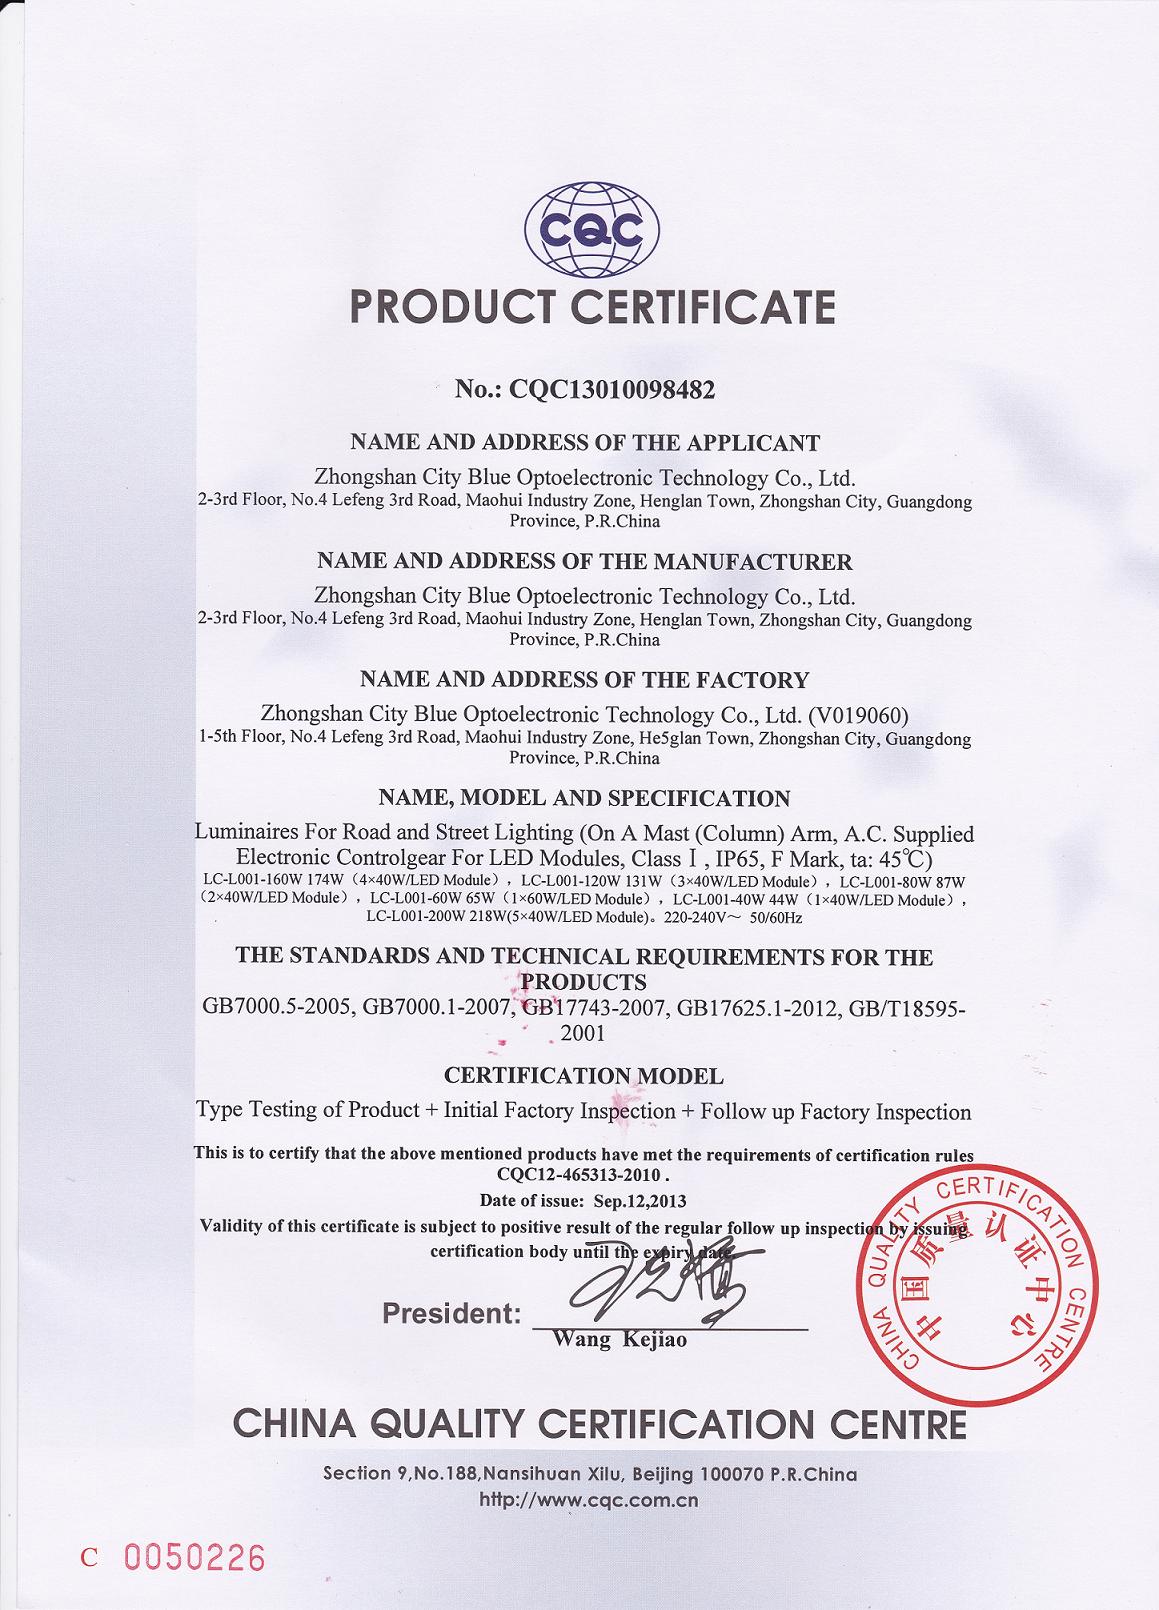 CQC
PRODUCT CERTIFICATE
No.: CQC13010098482
NAME AND ADDRESS OF THE APPLICANT
Zhongshan City Blue Optoelectronic Technology Co., Ltd.
2-3rd Floor, No.4 Lefeng 3rd Road, Maohui Industry Zone, Henglan Town, Zhongshan City, Guangdong
Province, P.R.China
NAME AND ADDRESS OF THE MANUFACTURER
Zhongshan City Blue Optoelectronic Technology Co., Ltd.
2-3rd Floor, No.4 Lefeng 3rd Road, Maohui Industry Zone, Henglan Town, Zhongshan City, Guangdong
Province, P.R.China
NAME AND ADDRESS OF THE FACTORY
Zhongshan City Blue Optoelectronic Technology Co., Ltd. (V019060)
1-5th Floor, No.4 Lefeng 3rd Road, Maohui Industry Zone, He5glan Town, Zhongshan City, Guangdong
Province, P.R.China
NAME, MODEL AND SPECIFICATION
Luminaires For Road and Street Lighting (On A Mast (Column) Arm, A.C. Supplied
Electronic Controlgear For LED Modules, Class Ⅰ, IP65, F Mark, ta: 45℃)
LC-L001-160W 174W（4×40W/LED Module），LC-L001-120W 131W（3×40W/LED Module），LC-L001-80W 87W
（2×40W/LED Module），LC-L001-60W 65W（1×60W/LED Module），LC-L001-40W 44W（1×40W/LED Module），
LC-L001-200W 218W(5×40W/LED Module)。220-240V～ 50/60Hz
THE STANDARDS AND TECHNICAL REQUIREMENTS FOR THE
PRODUCTS
GB7000.5-2005, GB7000.1-2007, GB17743-2007, GB17625.1-2012, GB/T18595-
2001
CERTIFICATION MODEL
Type Testing of Product + Initial Factory Inspection + Follow up Factory Inspection
This is to certify that the above mentioned products have met the requirements of certification rules
CQC12-465313-2010 .
Date of issue: Sep.12,2013
Validity of this certificate is subject to positive result of the regular follow up inspection by issuing
certification body until the expiry date.
President:
Wang Kejiao
CHINA QUALITY CERTIFICATION CENTRE
中国质量认证中心
CHINA QUALITY CERTIFICATION CENTRE
Section 9,No.188,Nansihuan Xilu, Beijing 100070 P.R.China
http://www.cqc.com.cn
C 0050226